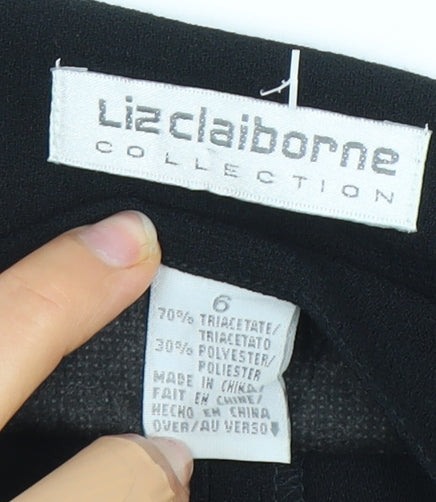 Liz claiborne
COLLECTION
6
70% TRIACETATE/
TRIACETATO
30% POLYESTER/
POLIESTER
MADE IN CHINA/
FAIT EN CHINE/
HECHO EN CHINA
OVER/AU VERSO⬇